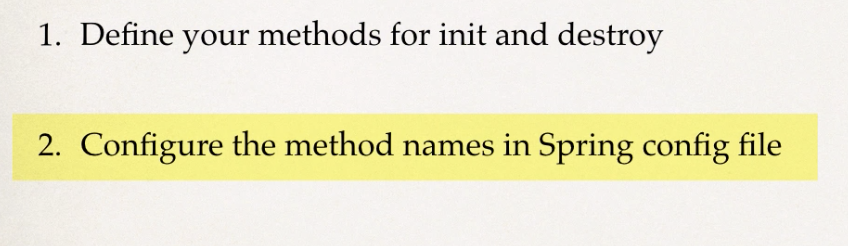 1. Define your methods for init and destroy
2. Configure the method names in Spring config file